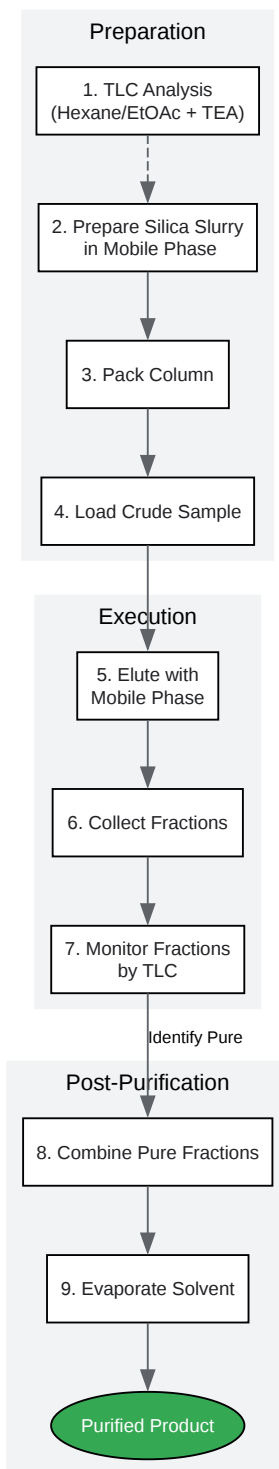 Preparation
1. TLC Analysis
(Hexane/EtOAc + TEA)
2. Prepare Silica Slurry
in Mobile Phase
3. Pack Column
4. Load Crude Sample
Execution
5. Elute with
Mobile Phase
6. Collect Fractions
7. Monitor Fractions
by TLC
Identify Pure
Post-Purification
8. Combine Pure Fractions
9. Evaporate Solvent
Purified Product